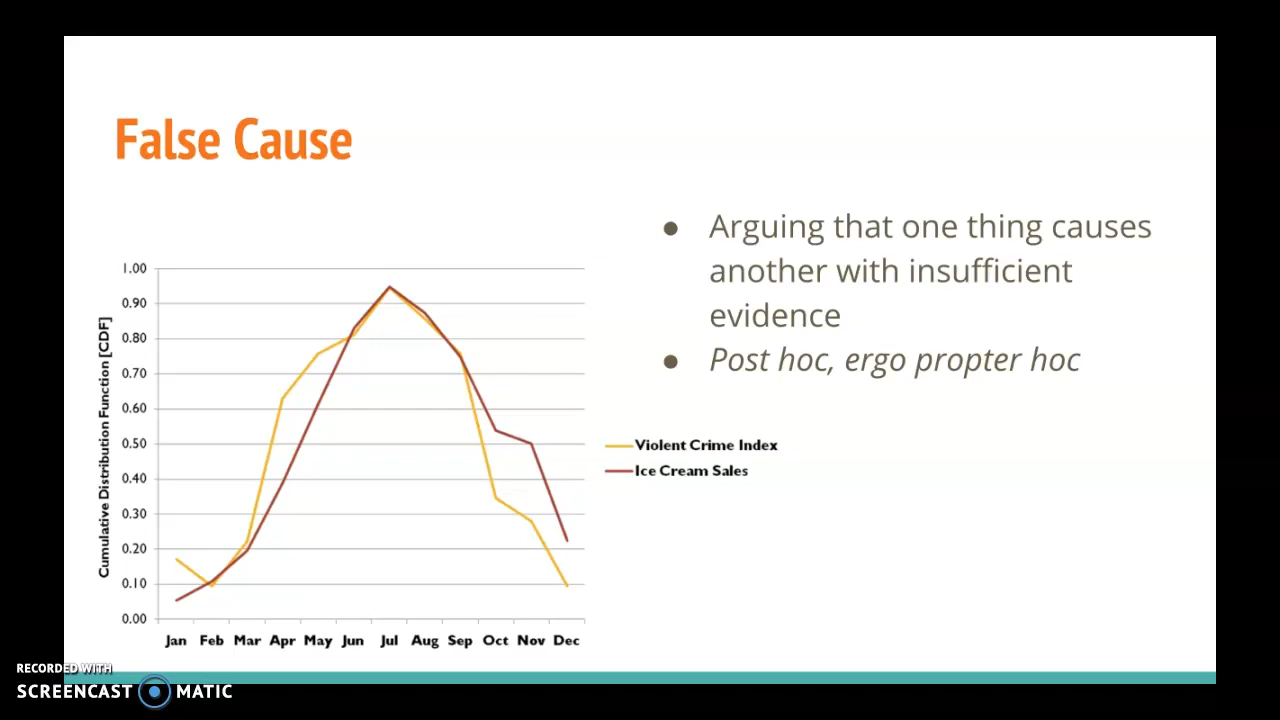 False Cause
● Arguing that one thing causes
another with insufficient
evidence
● Post hoc, ergo propter hoc
Cumulative Distribution Function [CDF]
1.00
0.90
0.80
0.70
0.60
0.50
0.40
0.30
0.20
0.10
0.00
Jan Feb Mar Apr May Jun Jul Aug Sep Oct Nov Dec
Violent Crime Index
Ice Cream Sales
RECORDED WITH
SCREENCAST MATIC